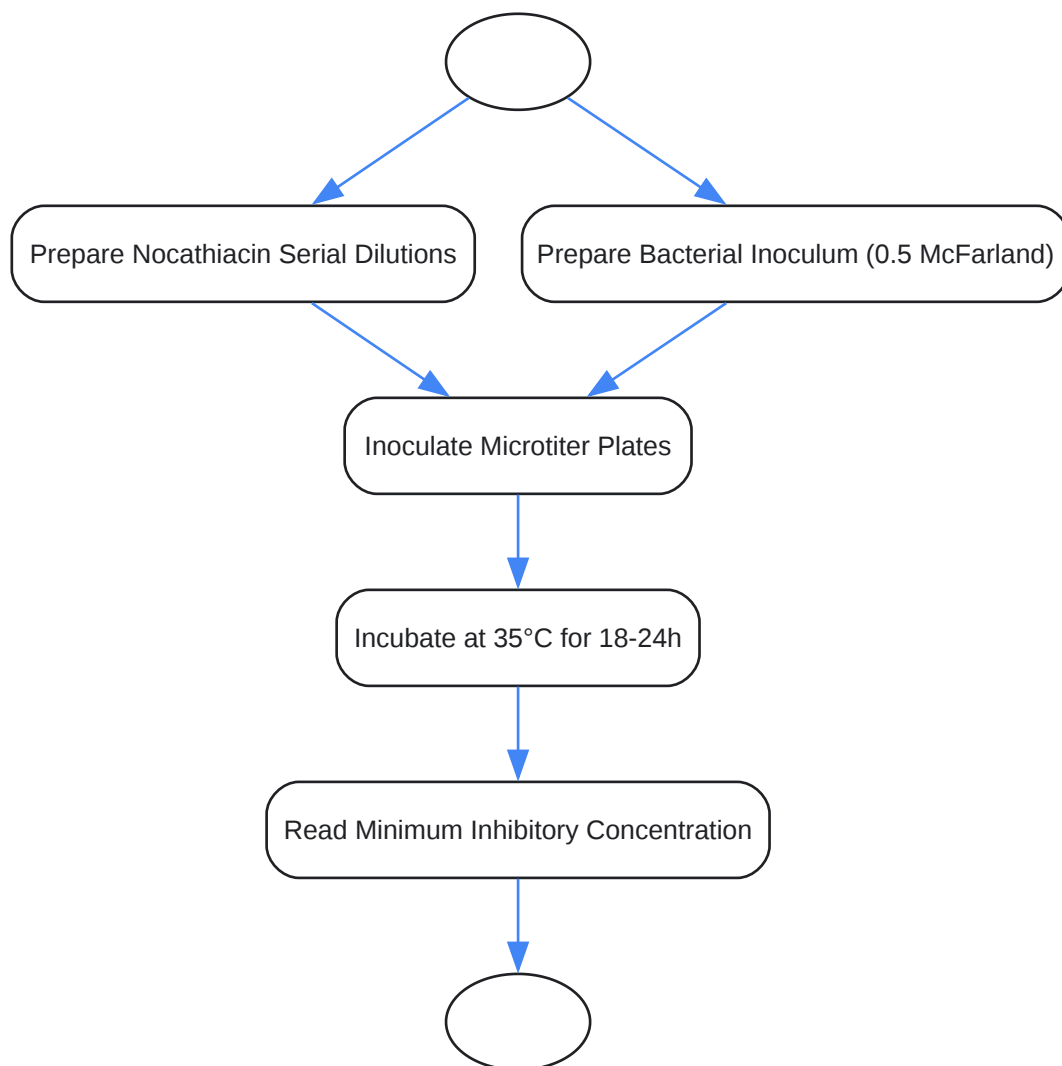 Prepare Nocathiacin Serial Dilutions
Prepare Bacterial Inoculum (0.5 McFarland)
Inoculate Microtiter Plates
Incubate at 35°C for 18-24h
Read Minimum Inhibitory Concentration